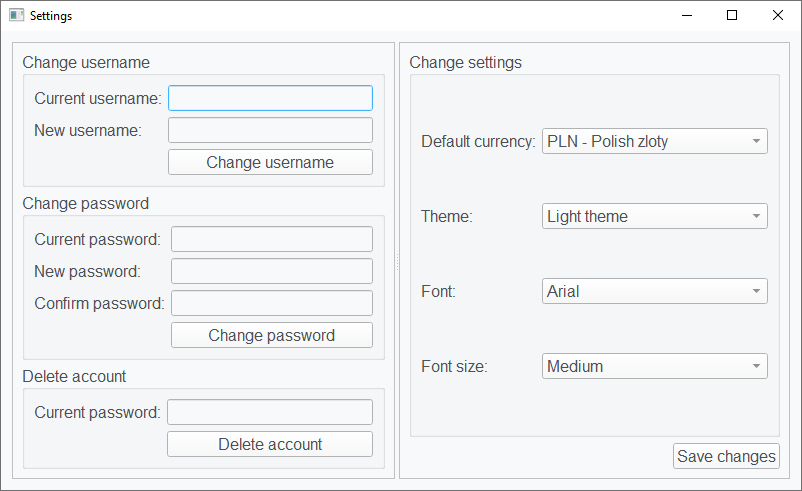 Settings
Change username
Current username:
New username:
Change username
Change password
Current password:
New password:
Confirm password:
Change password
Delete account
Current password:
Delete account
Change settings
Default currency: PLN - Polish zloty
Theme: Light theme
Font: Arial
Font size: Medium
Save changes